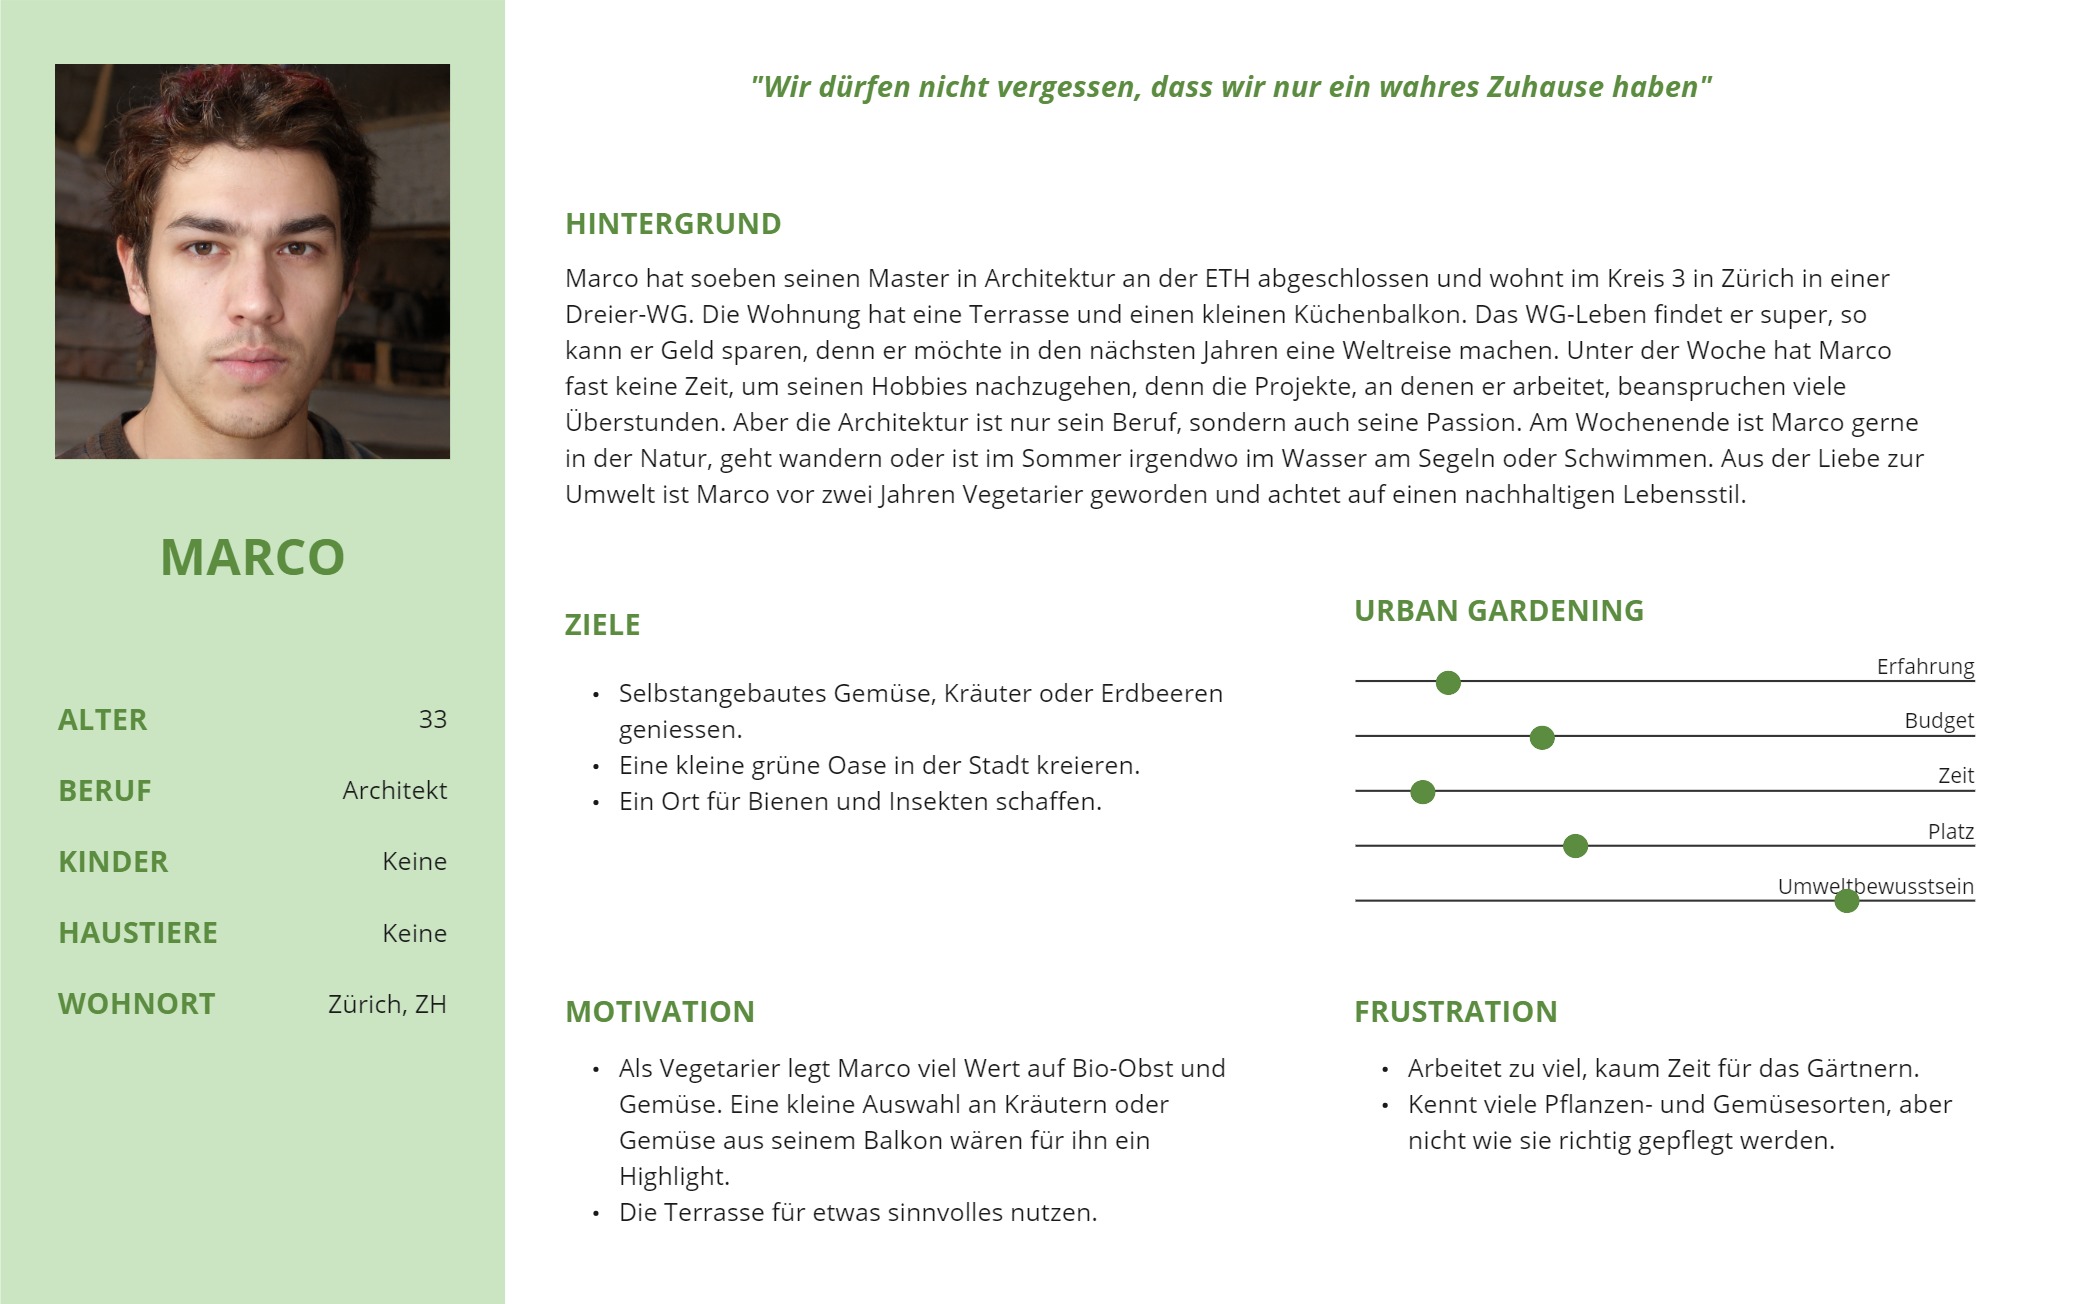 "Wir dürfen nicht vergessen, dass wir nur ein wahres Zuhause haben"
MARCO
ALTER 33
BERUF Architekt
KINDER Keine
HAUSTIERE Keine
WOHNORT Zürich, ZH
HINTERGRUND
Marco hat soeben seinen Master in Architektur an der ETH abgeschlossen und wohnt im Kreis 3 in Zürich in einer
Dreier-WG. Die Wohnung hat eine Terrasse und einen kleinen Küchenbalkon. Das WG-Leben findet er super, so
kann er Geld sparen, denn er möchte in den nächsten Jahren eine Weltreise machen. Unter der Woche hat Marco
fast keine Zeit, um seinen Hobbies nachzugehen, denn die Projekte, an denen er arbeitet, beanspruchen viele
Überstunden. Aber die Architektur ist nur sein Beruf, sondern auch seine Passion. Am Wochenende ist Marco gerne
in der Natur, geht wandern oder ist im Sommer irgendwo im Wasser am Segeln oder Schwimmen. Aus der Liebe zur
Umwelt ist Marco vor zwei Jahren Vegetarier geworden und achtet auf einen nachhaltigen Lebensstil.
ZIELE
• Selbstangebautes Gemüse, Kräuter oder Erdbeeren
geniessen.
• Eine kleine grüne Oase in der Stadt kreieren.
• Ein Ort für Bienen und Insekten schaffen.
URBAN GARDENING
Erfahrung
Budget
Zeit
Platz
Umweltbewusstsein
MOTIVATION
• Als Vegetarier legt Marco viel Wert auf Bio-Obst und
Gemüse. Eine kleine Auswahl an Kräutern oder
Gemüse aus seinem Balkon wären für ihn ein
Highlight.
• Die Terrasse für etwas sinnvolles nutzen.
FRUSTRATION
• Arbeitet zu viel, kaum Zeit für das Gärtnern.
• Kennt viele Pflanzen- und Gemüsesorten, aber
nicht wie sie richtig gepflegt werden.